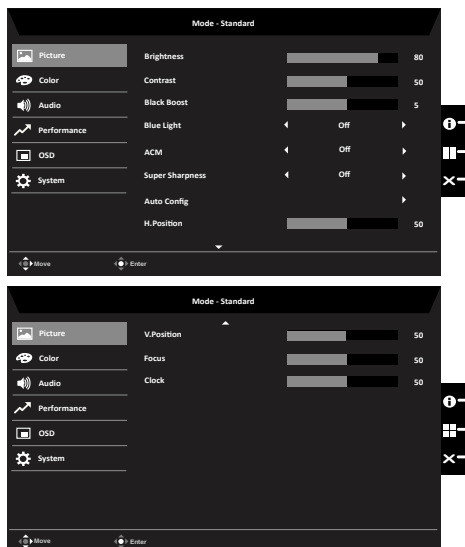 Mode - Standard
Picture
Color
Audio
Performance
OSD
System
Brightness 80
Contrast 50
Black Boost 5
Blue Light Off
ACM Off
Super Sharpness Off
Auto Config
H.Position 50
Move Enter
Mode - Standard
Picture
Color
Audio
Performance
OSD
System
V.Position 50
Focus 50
Clock 50
Move Enter